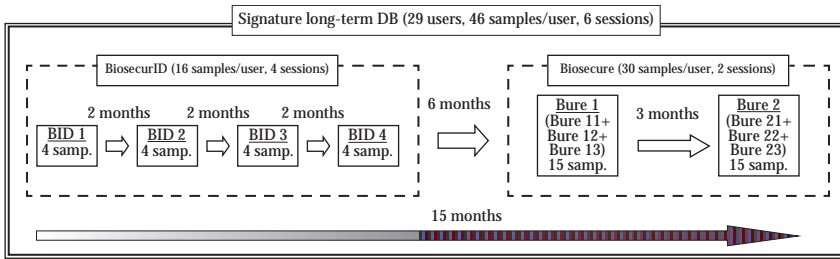 Signature long-term DB (29 users, 46 samples/user, 6 sessions)
BiosecurID (16 samples/user, 4 sessions)
2 months
2 months
2 months
BID 1
4 samp.
BID 2
4 samp.
BID 3
4 samp.
BID 4
4 samp.
6 months
Biosecure (30 samples/user, 2 sessions)
Bure 1
(Bure 11+
Bure 12+
Bure 13)
15 samp.
3 months
Bure 2
(Bure 21+
Bure 22+
Bure 23)
15 samp.
15 months